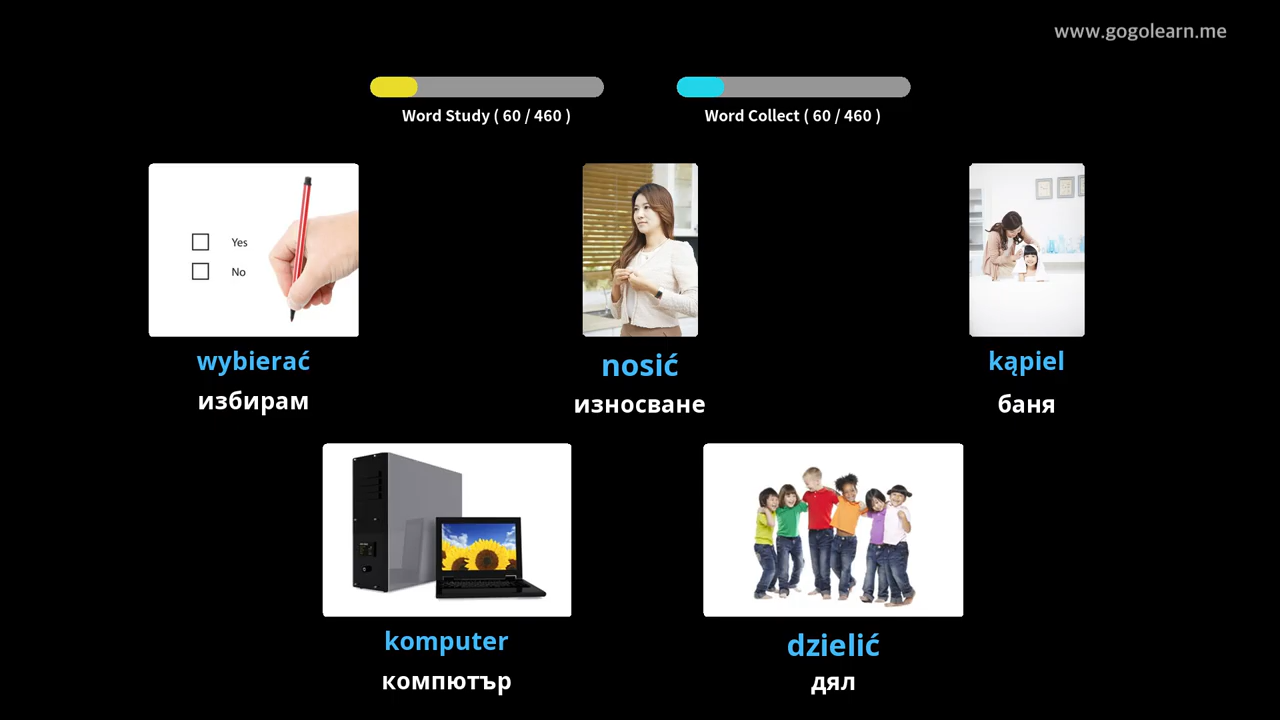 www.gogolearn.me
Word Study ( 60 / 460 )
Word Collect ( 60 / 460 )
Yes
No
wybierać
избирам
nosić
износване
kąpiel
баня
komputer
компютър
dzielić
дял